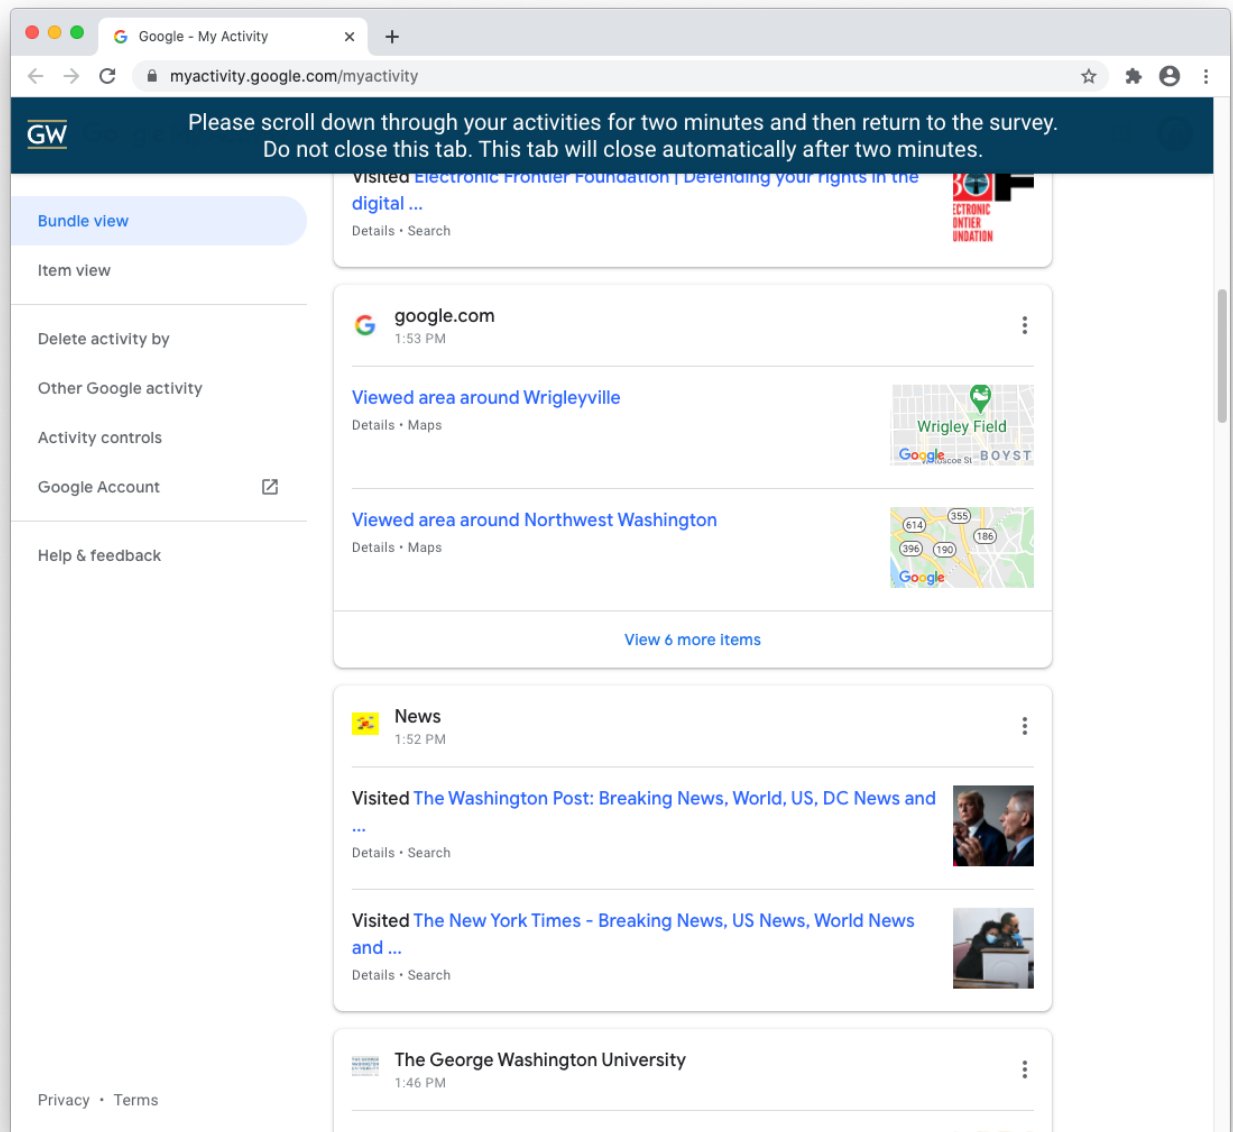 Google - My Activity
myactivity.google.com/myactivity
GW
Please scroll down through your activities for two minutes and then return to the survey.
Do not close this tab. This tab will close automatically after two minutes.
Visited Electronic Frontier Foundation | Defending your rights in the
digital ...
Details • Search
Bundle view
Item view
Delete activity by
Other Google activity
Activity controls
Google Account
Help & feedback
google.com
1:53 PM
Viewed area around Wrigleyville
Details • Maps
Wrigley Field
Google
BOYST
Viewed area around Northwest Washington
Details • Maps
355
614
186
396
190
Google
View 6 more items
News
1:52 PM
Visited The Washington Post: Breaking News, World, US, DC News and
...
Details • Search
Visited The New York Times - Breaking News, US News, World News
and ...
Details • Search
The George Washington University
1:46 PM
Privacy • Terms